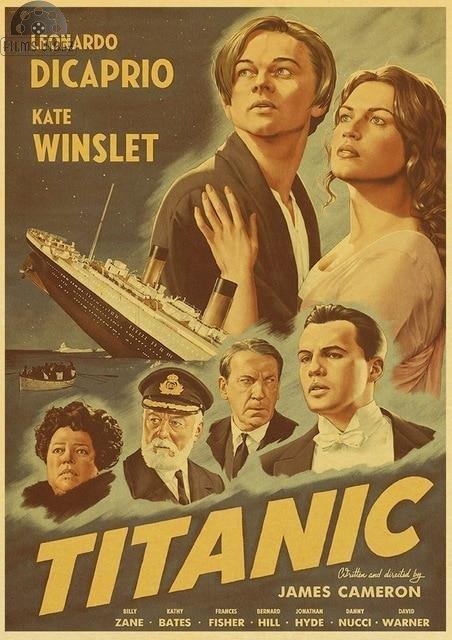 LEONARDO
DICAPRIO
KATE
WINSLET
TITANIC
Written and directed by
JAMES CAMERON
BILLY ZANE · KATHY BATES · FRANCES FISHER · BERNARD HILL · JONATHAN HYDE · DANNY NUCCI · DAVID WARNER